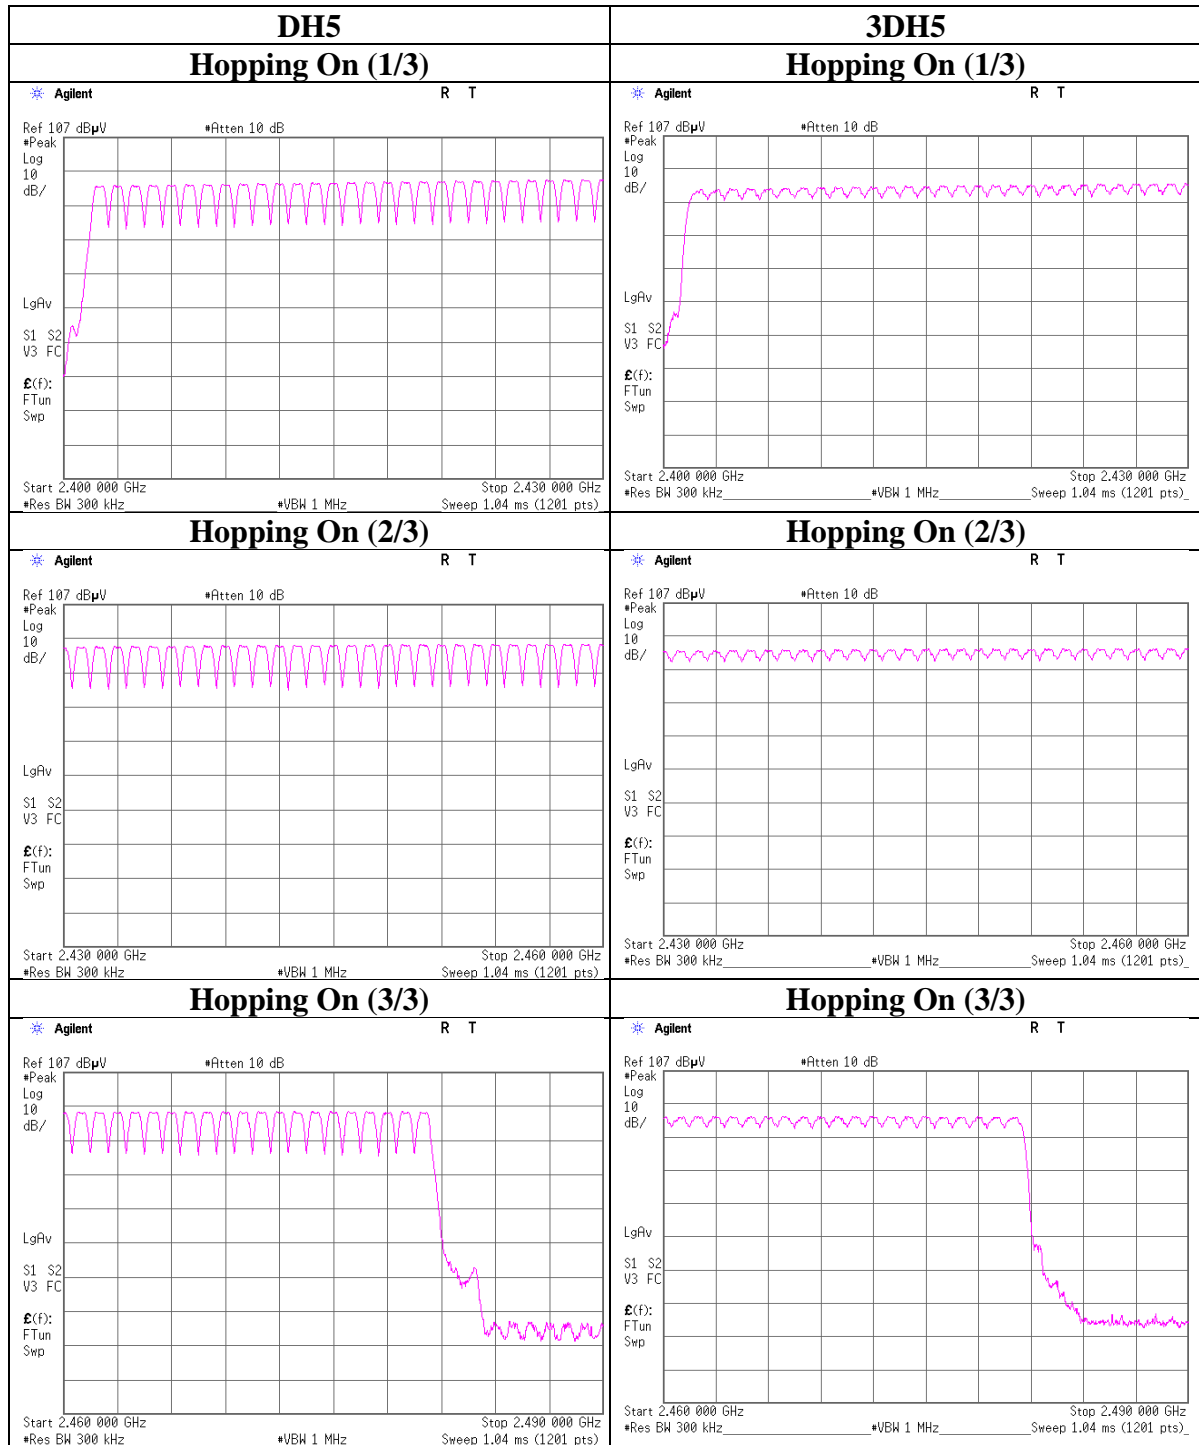 DH5
3DH5
Hopping On (1/3)
Hopping On (1/3)
Agilent R T
Ref 107 dBµV #Atten 10 dB
#Peak
Log
10
dB/
LgAv
S1 S2
V3 FC
£(f):
FTun
Swp
Start 2.400 000 GHz Stop 2.430 000 GHz
#Res BW 300 kHz #VBW 1 MHz Sweep 1.04 ms (1201 pts)
Agilent R T
Ref 107 dBµV #Atten 10 dB
#Peak
Log
10
dB/
LgAv
S1 S2
V3 FC
£(f):
FTun
Swp
Start 2.400 000 GHz Stop 2.430 000 GHz
#Res BW 300 kHz #VBW 1 MHz Sweep 1.04 ms (1201 pts)
Hopping On (2/3)
Hopping On (2/3)
Agilent R T
Ref 107 dBµV #Atten 10 dB
#Peak
Log
10
dB/
LgAv
S1 S2
V3 FC
£(f):
FTun
Swp
Start 2.430 000 GHz Stop 2.460 000 GHz
#Res BW 300 kHz #VBW 1 MHz Sweep 1.04 ms (1201 pts)
Agilent R T
Ref 107 dBµV #Atten 10 dB
#Peak
Log
10
dB/
LgAv
S1 S2
V3 FC
£(f):
FTun
Swp
Start 2.430 000 GHz Stop 2.460 000 GHz
#Res BW 300 kHz #VBW 1 MHz Sweep 1.04 ms (1201 pts)
Hopping On (3/3)
Hopping On (3/3)
Agilent R T
Ref 107 dBµV #Atten 10 dB
#Peak
Log
10
dB/
LgAv
S1 S2
V3 FC
£(f):
FTun
Swp
Start 2.460 000 GHz Stop 2.490 000 GHz
#Res BW 300 kHz #VBW 1 MHz Sweep 1.04 ms (1201 pts)
Agilent R T
Ref 107 dBµV #Atten 10 dB
#Peak
Log
10
dB/
LgAv
S1 S2
V3 FC
£(f):
FTun
Swp
Start 2.460 000 GHz Stop 2.490 000 GHz
#Res BW 300 kHz #VBW 1 MHz Sweep 1.04 ms (1201 pts)